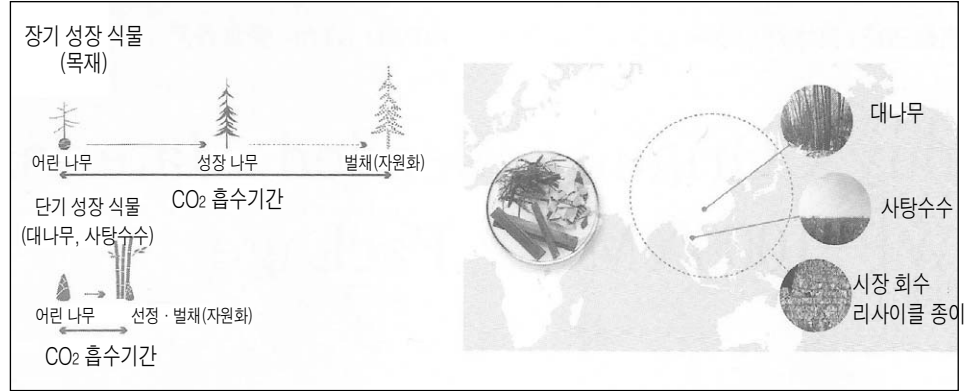 장기 성장 식물
(목재)
어린 나무
성장 나무
벌채(자원화)
CO2 흡수기간
단기 성장 식물
(대나무, 사탕수수)
어린 나무
선정 · 벌채(자원화)
CO2 흡수기간
대나무
사탕수수
시장 회수
리사이클 종이